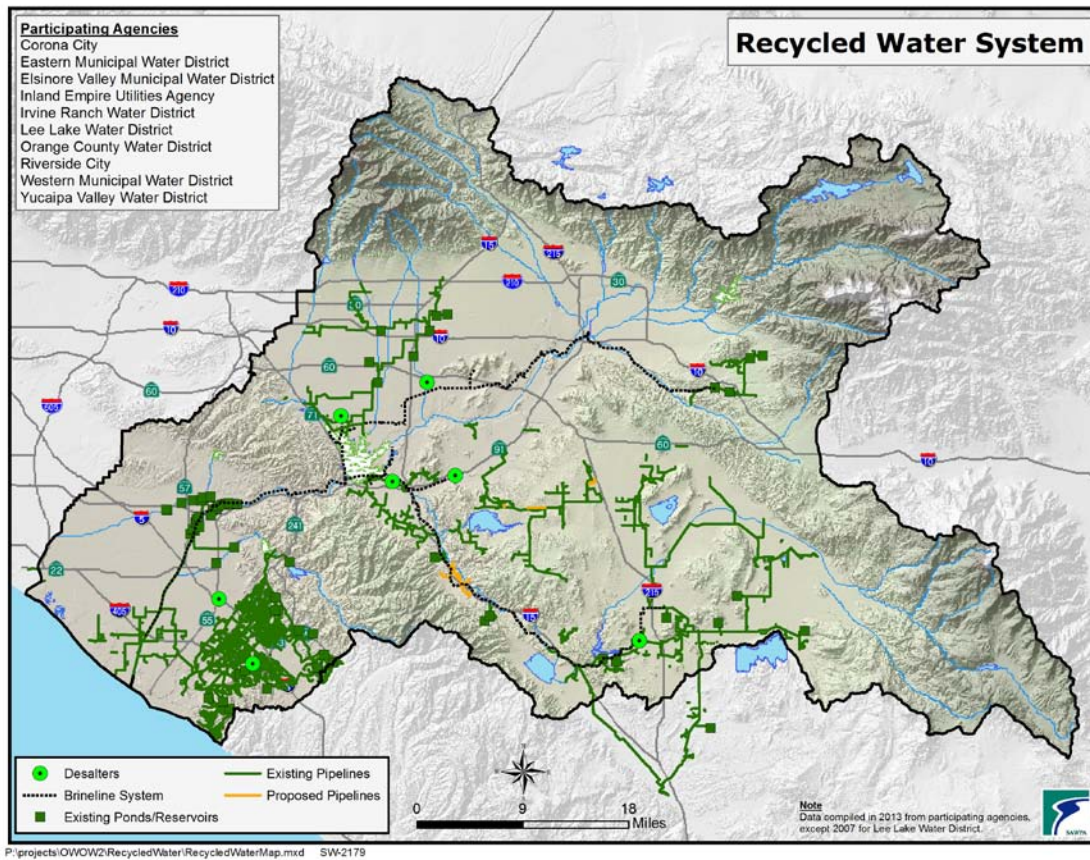 Participating Agencies
Corona City
Eastern Municipal Water District
Elsinore Valley Municipal Water District
Inland Empire Utilities Agency
Irvine Ranch Water District
Lee Lake Water District
Orange County Water District
Riverside City
Western Municipal Water District
Yucaipa Valley Water District
Recycled Water System
15
215
210
210
30
30
10
10
60
10
60
605
71
91
60
10
57
5
241
22
405
55
215
15
Desalters
Existing Pipelines
Brineline System
Proposed Pipelines
Existing Ponds/Reservoirs
0 9 18
Miles
Note
Data compiled in 2013 from participating agencies,
except 2007 for Lee Lake Water District.
SAWPA
P:\projects\OWOW2\RecycledWater\RecycledWaterMap.mxd SW-2179